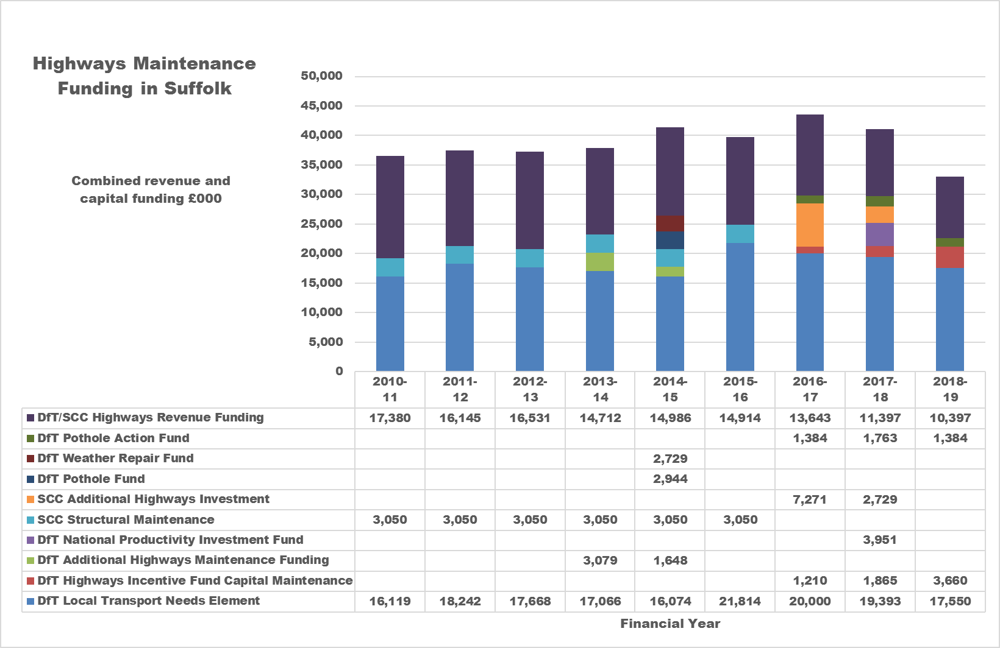 Highways Maintenance
Funding in Suffolk
Combined revenue and
capital funding £000
50,000
45,000
40,000
35,000
30,000
25,000
20,000
15,000
10,000
5,000
0
2010- 2011- 2012- 2013- 2014- 2015- 2016- 2017- 2018-
11 12 13 14 15 16 17 18 19
DfT/SCC Highways Revenue Funding 17,380 16,145 16,531 14,712 14,986 14,914 13,643 11,397 10,397
DfT Pothole Action Fund 1,384 1,763 1,384
DfT Weather Repair Fund 2,729
DfT Pothole Fund 2,944
SCC Additional Highways Investment 7,271 2,729
SCC Structural Maintenance 3,050 3,050 3,050 3,050 3,050 3,050
DfT National Productivity Investment Fund 3,951
DfT Additional Highways Maintenance Funding 3,079 1,648
DfT Highways Incentive Fund Capital Maintenance 1,210 1,865 3,660
DfT Local Transport Needs Element 16,119 18,242 17,668 17,066 16,074 21,814 20,000 19,393 17,550
Financial Year